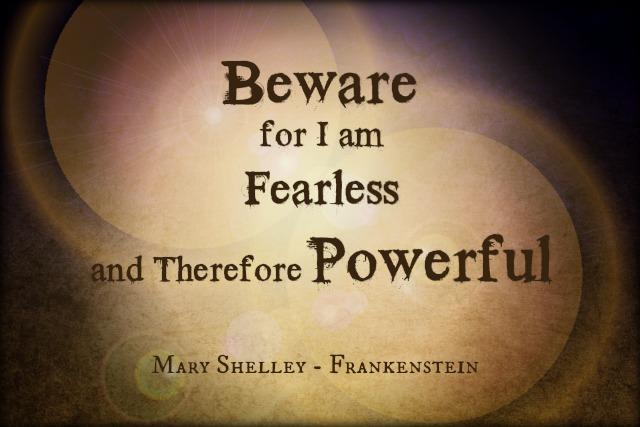 Beware
for I am
Fearless
and Therefore Powerful
Mary Shelley - Frankenstein